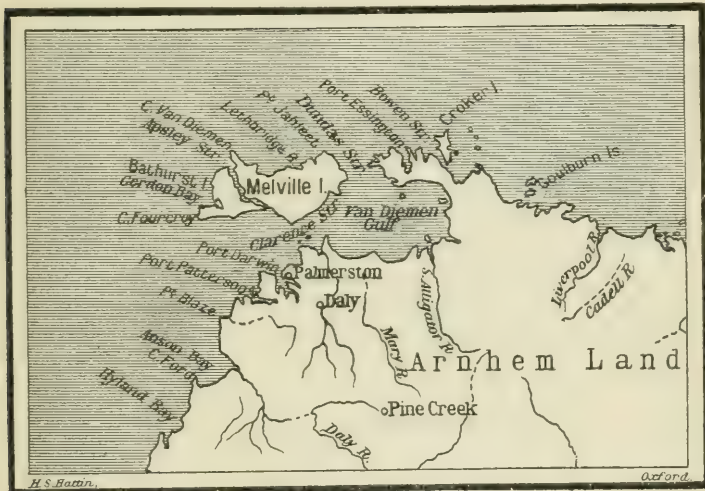 Croker I.
Bowen Str
Port Essington
Dundas Str
Pt Jahleel
Lethbridge B.
C. Van Diemen
Apsley Str
Bathurst I.
Gordon Bay
C. Fourcroy
Melville I.
Goulburn Is.
Van Diemen
Gulf
Clarence Str
Port Darwin
Palmerston
Port Patterson
Daly
Pt Blaze
Anson Bay
C. Ford
Hyland Bay
Mary R.
S. Alligator R.
Liverpool R
Cadell R
Arnhem Land
Pine Creek
Daly R.
H.S. Battin,
Oxford.